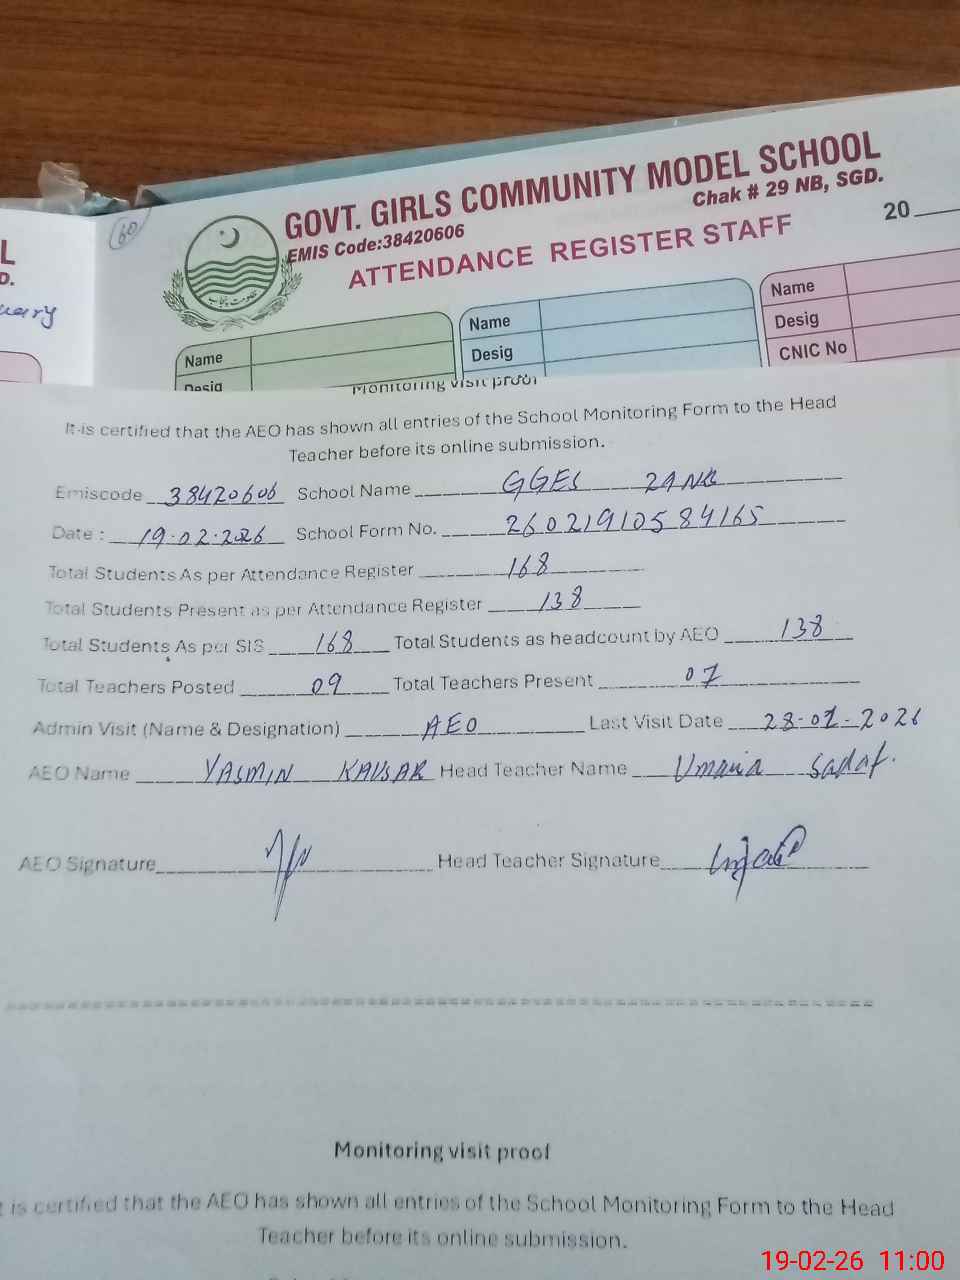 L
D.
60
GOVT. GIRLS COMMUNITY MODEL SCHOOL
Chak # 29 NB, SGD.
EMIS Code:38420606
20
ATTENDANCE REGISTER STAFF
حکومت پنجاب
Name
Desig
Name
Desig
Name
Desig
CNIC No
Monitoring visit proof
It is certified that the AEO has shown all entries of the School Monitoring Form to the Head
Teacher before its online submission.
Emiscode 38420606 School Name GGES 29NB
Date : 19.02.2026 School Form No. 26021910584165
Total Students As per Attendance Register 168
Total Students Present as per Attendance Register 138
Total Students As per SIS 168 Total Students as headcount by AEO 138
Total Teachers Posted 09 Total Teachers Present 07
Admin Visit (Name & Designation) AEO Last Visit Date 28-01-2026
AEO Name YASMIN KAUSAR Head Teacher Name Umaria Sadaf.
AEO Signature Head Teacher Signature
Monitoring visit proof
t is certified that the AEO has shown all entries of the School Monitoring Form to the Head
Teacher before its online submission.
19-02-26 11:00